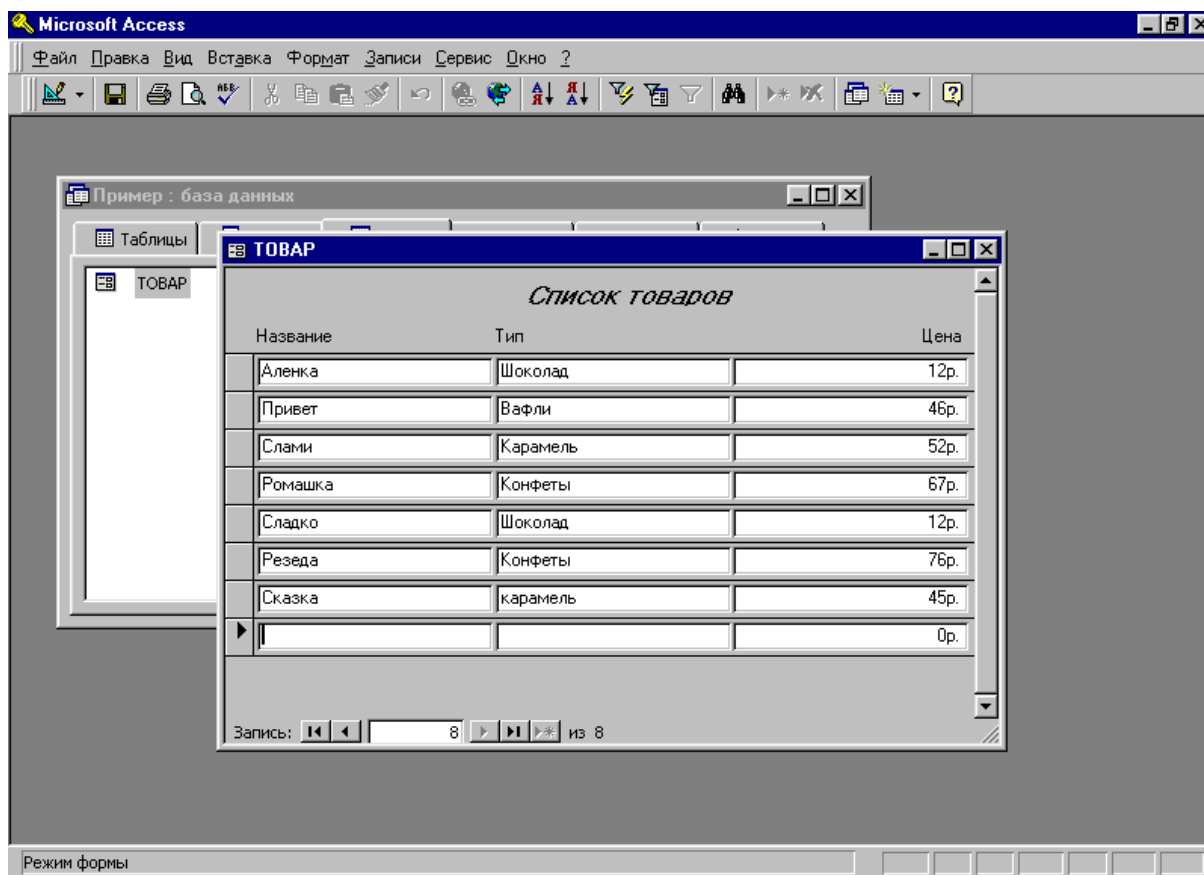 Microsoft Access
Файл Правка Вид Вставка Формат Записи Сервис Окно ?
Пример : база данных
Таблицы
ТОВАР
ТОВАР
Список товаров
Название Тип Цена
Аленка Шоколад 12р.
Привет Вафли 46р.
Слами Карамель 52р.
Ромашка Конфеты 67р.
Сладко Шоколад 12р.
Резеда Конфеты 76р.
Сказка карамель 45р.
0р.
Запись: 8 из 8
Режим формы